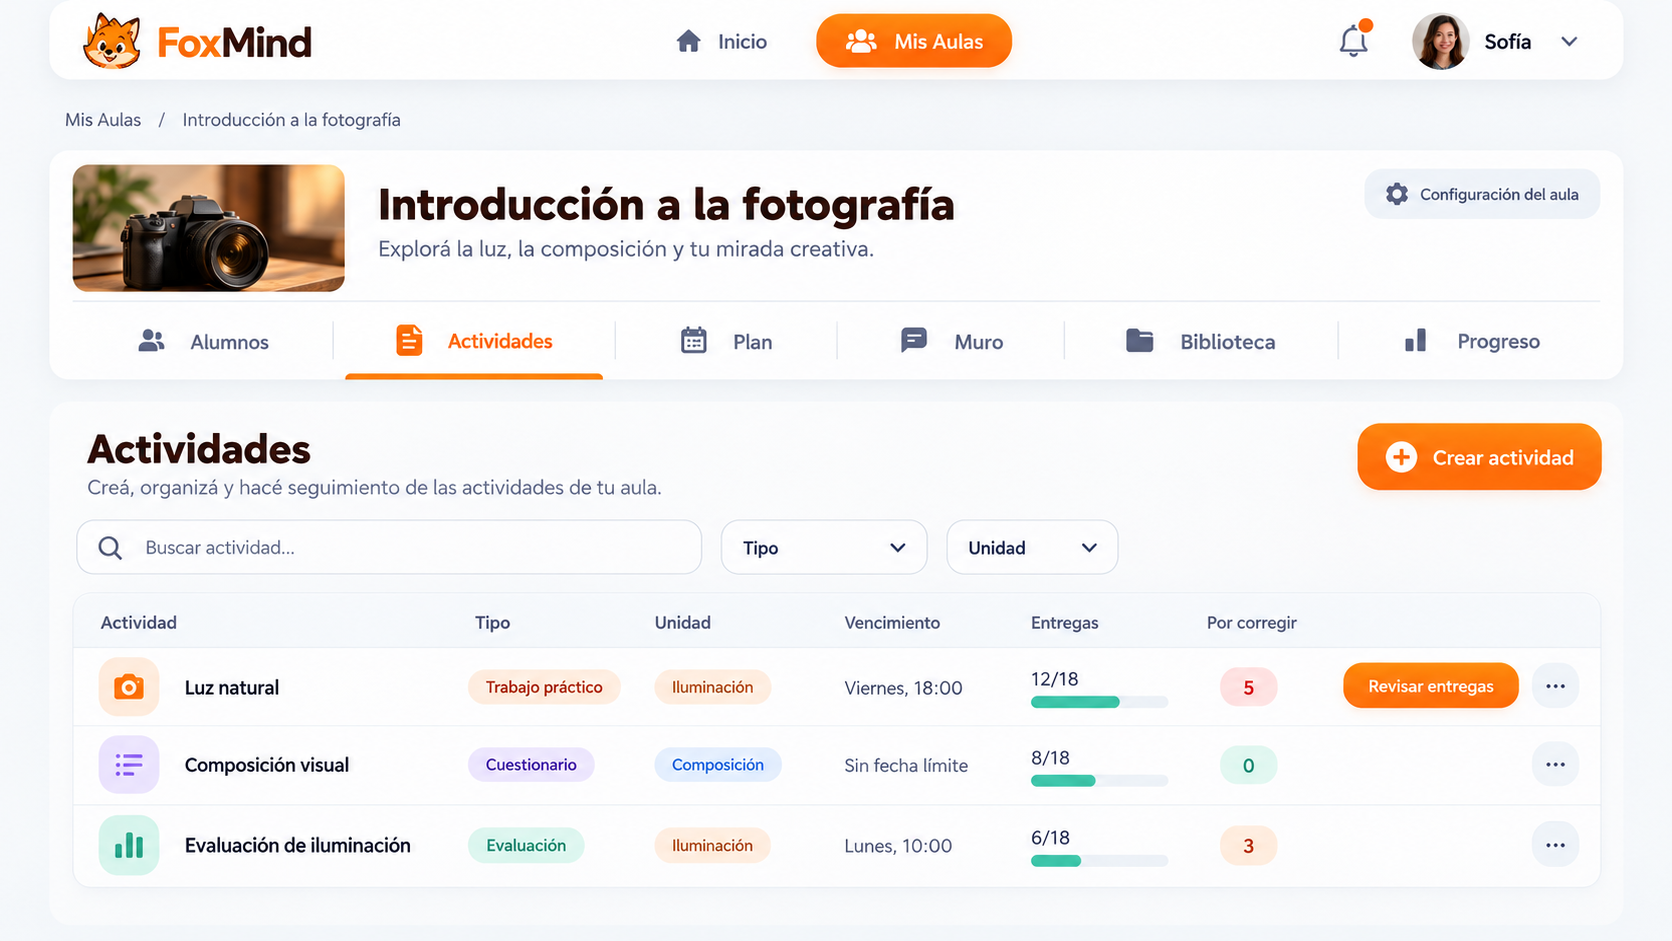 FoxMind
Inicio
Mis Aulas
Sofía
Mis Aulas / Introducción a la fotografía
Introducción a la fotografía
Explorá la luz, la composición y tu mirada creativa.
Configuración del aula
Alumnos
Actividades
Plan
Muro
Biblioteca
Progreso
Actividades
Creá, organizá y hacé seguimiento de las actividades de tu aula.
Crear actividad
Buscar actividad...
Tipo
Unidad
Actividad Tipo Unidad Vencimiento Entregas Por corregir
Luz natural Trabajo práctico Iluminación Viernes, 18:00 12/18 5 Revisar entregas
Composición visual Cuestionario Composición Sin fecha límite 8/18 0
Evaluación de iluminación Evaluación Iluminación Lunes, 10:00 6/18 3